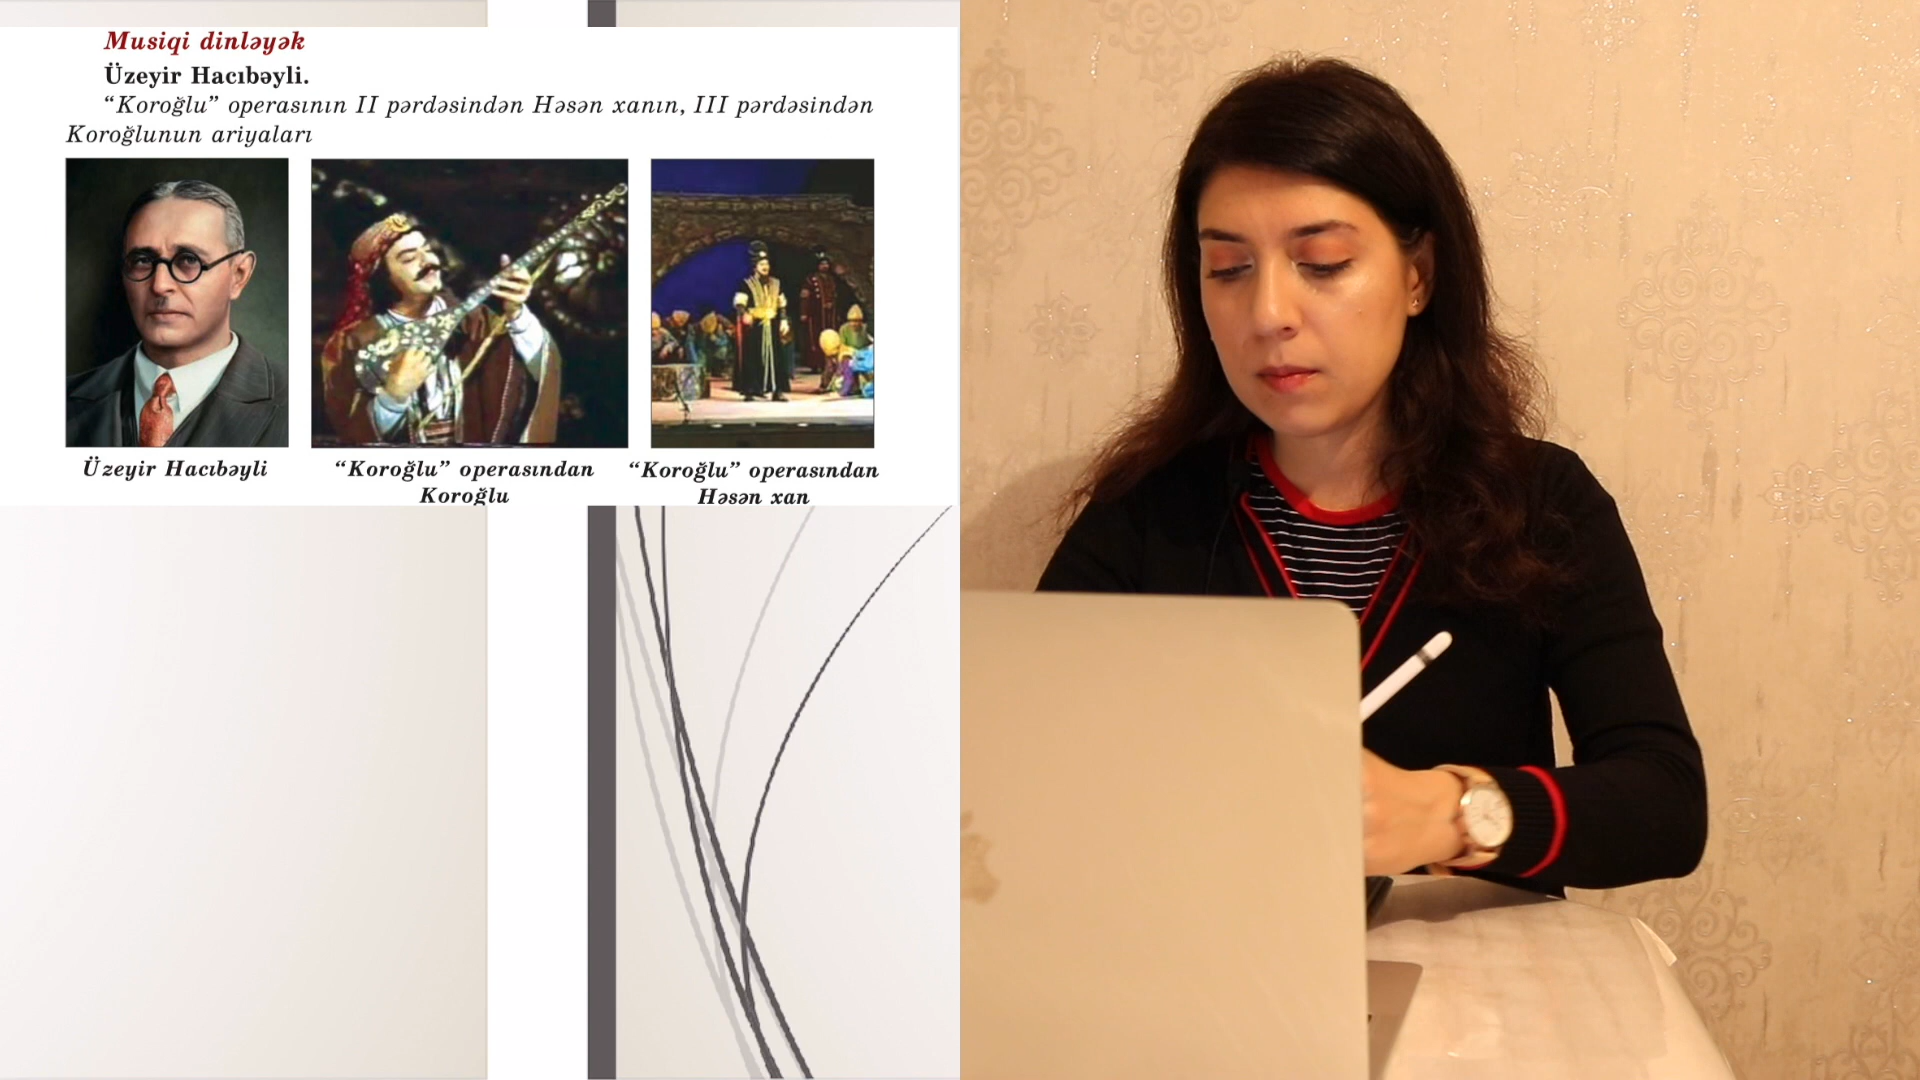 Musiqi dinləyək
Üzeyir Hacıbəyli.
“Koroğlu” operasının II pərdəsindən Həsən xanın, III pərdəsindən
Koroğlunun ariyaları
Üzeyir Hacıbəyli
“Koroğlu” operasından
Koroğlu
“Koroğlu” operasından
Həsən xan